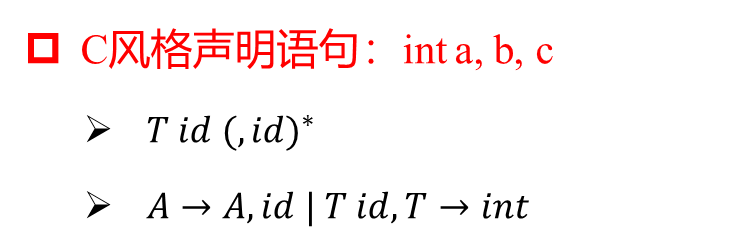 C风格声明语句：int a, b, c
T id (, id)*
A → A, id | T id, T → int